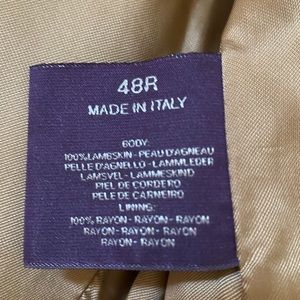 48R
MADE IN ITALY
BODY:
100%LAMBSKIN - PEAU D'AGNEAU
PELLE D'AGNELLO - LAMMLEDER
LAMSVEL - LAMMESKIND
PIEL DE CORDERO
PELE DE CARNEIRO
LINING:
100% RAYON - RAYON - RAYON
RAYON - RAYON - RAYON
RAYON - RAYON